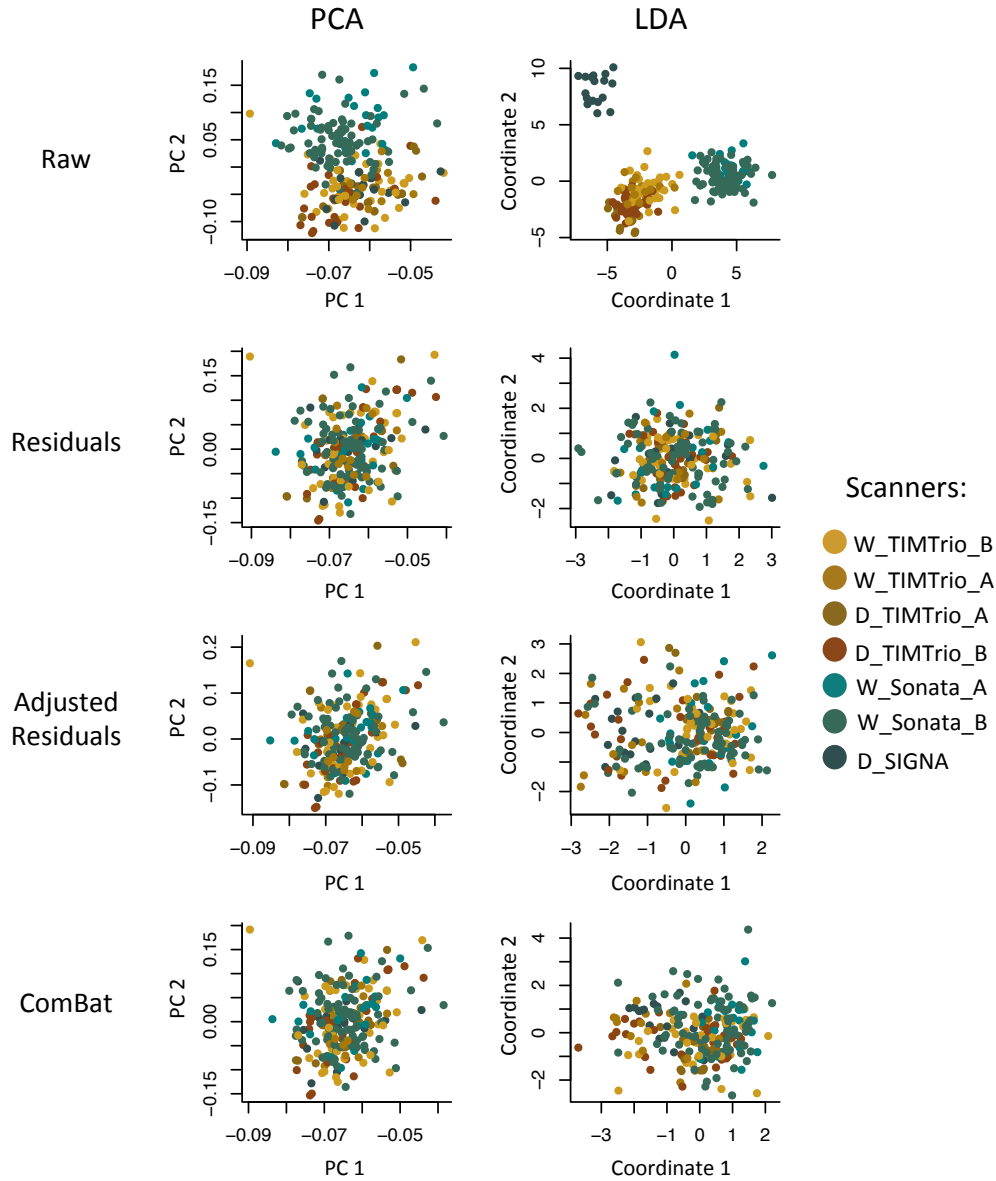 PCA
LDA
Raw
PC 2
0.15
0.05
−0.10
−0.09
−0.07
−0.05
PC 1
Coordinate 2
10
5
0
−5
−5
0
5
Coordinate 1
Residuals
PC 2
0.15
0.00
−0.15
−0.09
−0.07
−0.05
PC 1
Coordinate 2
4
2
0
−2
−3
−1
0
1
2
3
Coordinate 1
Adjusted
Residuals
PC 2
0.2
0.1
0.0
−0.1
−0.09
−0.07
−0.05
PC 1
Coordinate 2
3
2
1
0
−2
−3
−2
−1
0
1
2
Coordinate 1
ComBat
PC 2
0.15
0.00
−0.15
−0.09
−0.07
−0.05
PC 1
Coordinate 2
4
2
0
−2
−3
−1
0
1
2
Coordinate 1
Scanners:
W_TIMTrio_B
W_TIMTrio_A
D_TIMTrio_A
D_TIMTrio_B
W_Sonata_A
W_Sonata_B
D_SIGNA